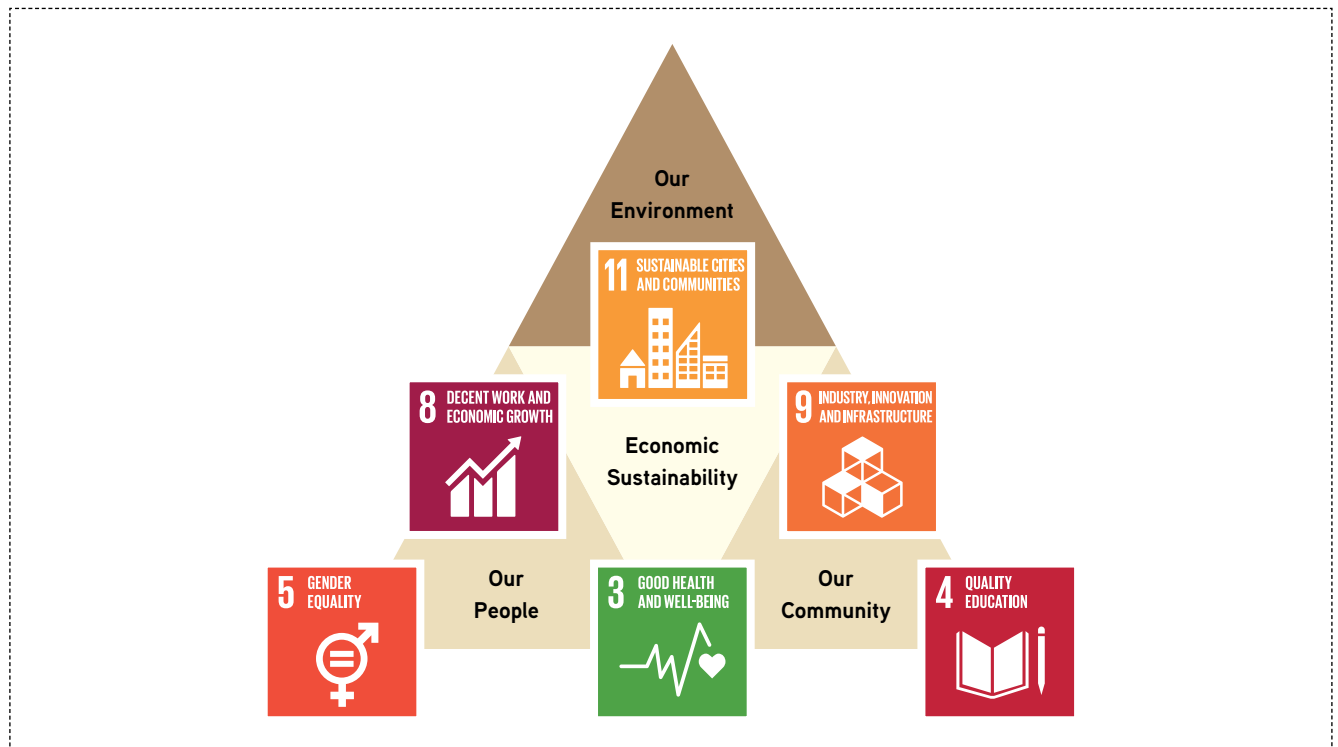 Our
Environment
11 SUSTAINABLE CITIES
AND COMMUNITIES
8 DECENT WORK AND
ECONOMIC GROWTH
9 INDUSTRY, INNOVATION
AND INFRASTRUCTURE
Economic
Sustainability
5 GENDER
EQUALITY
Our
People
3 GOOD HEALTH
AND WELL-BEING
Our
Community
4 QUALITY
EDUCATION